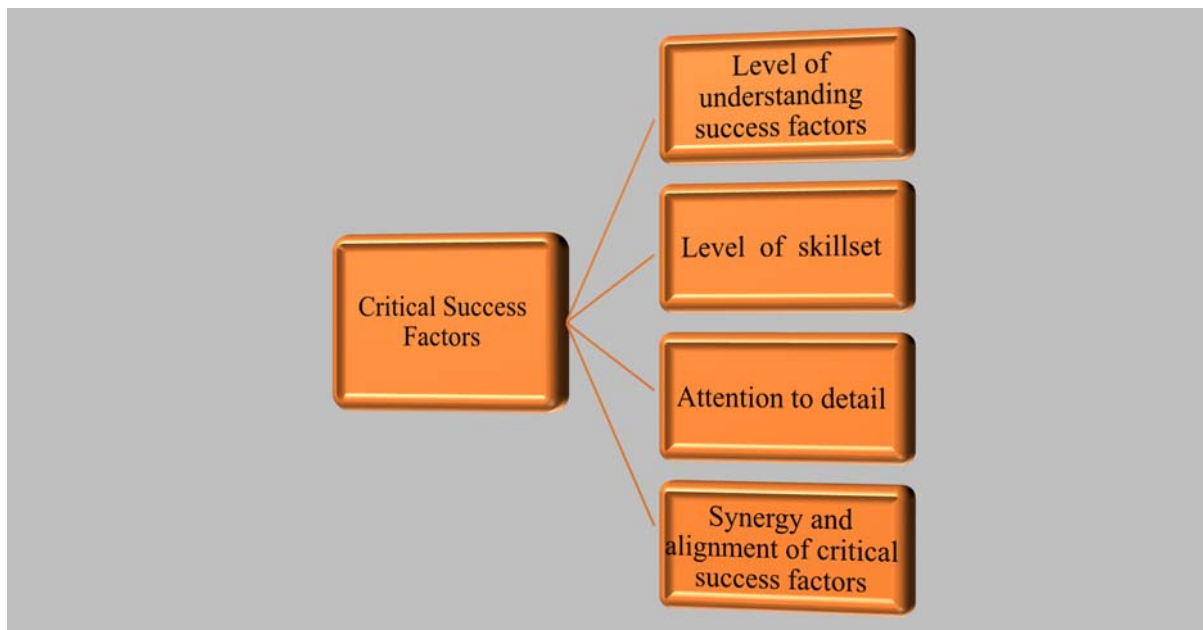 Critical Success
Factors
Level of
understanding
success factors
Level of skillset
Attention to detail
Synergy and
alignment of critical
success factors